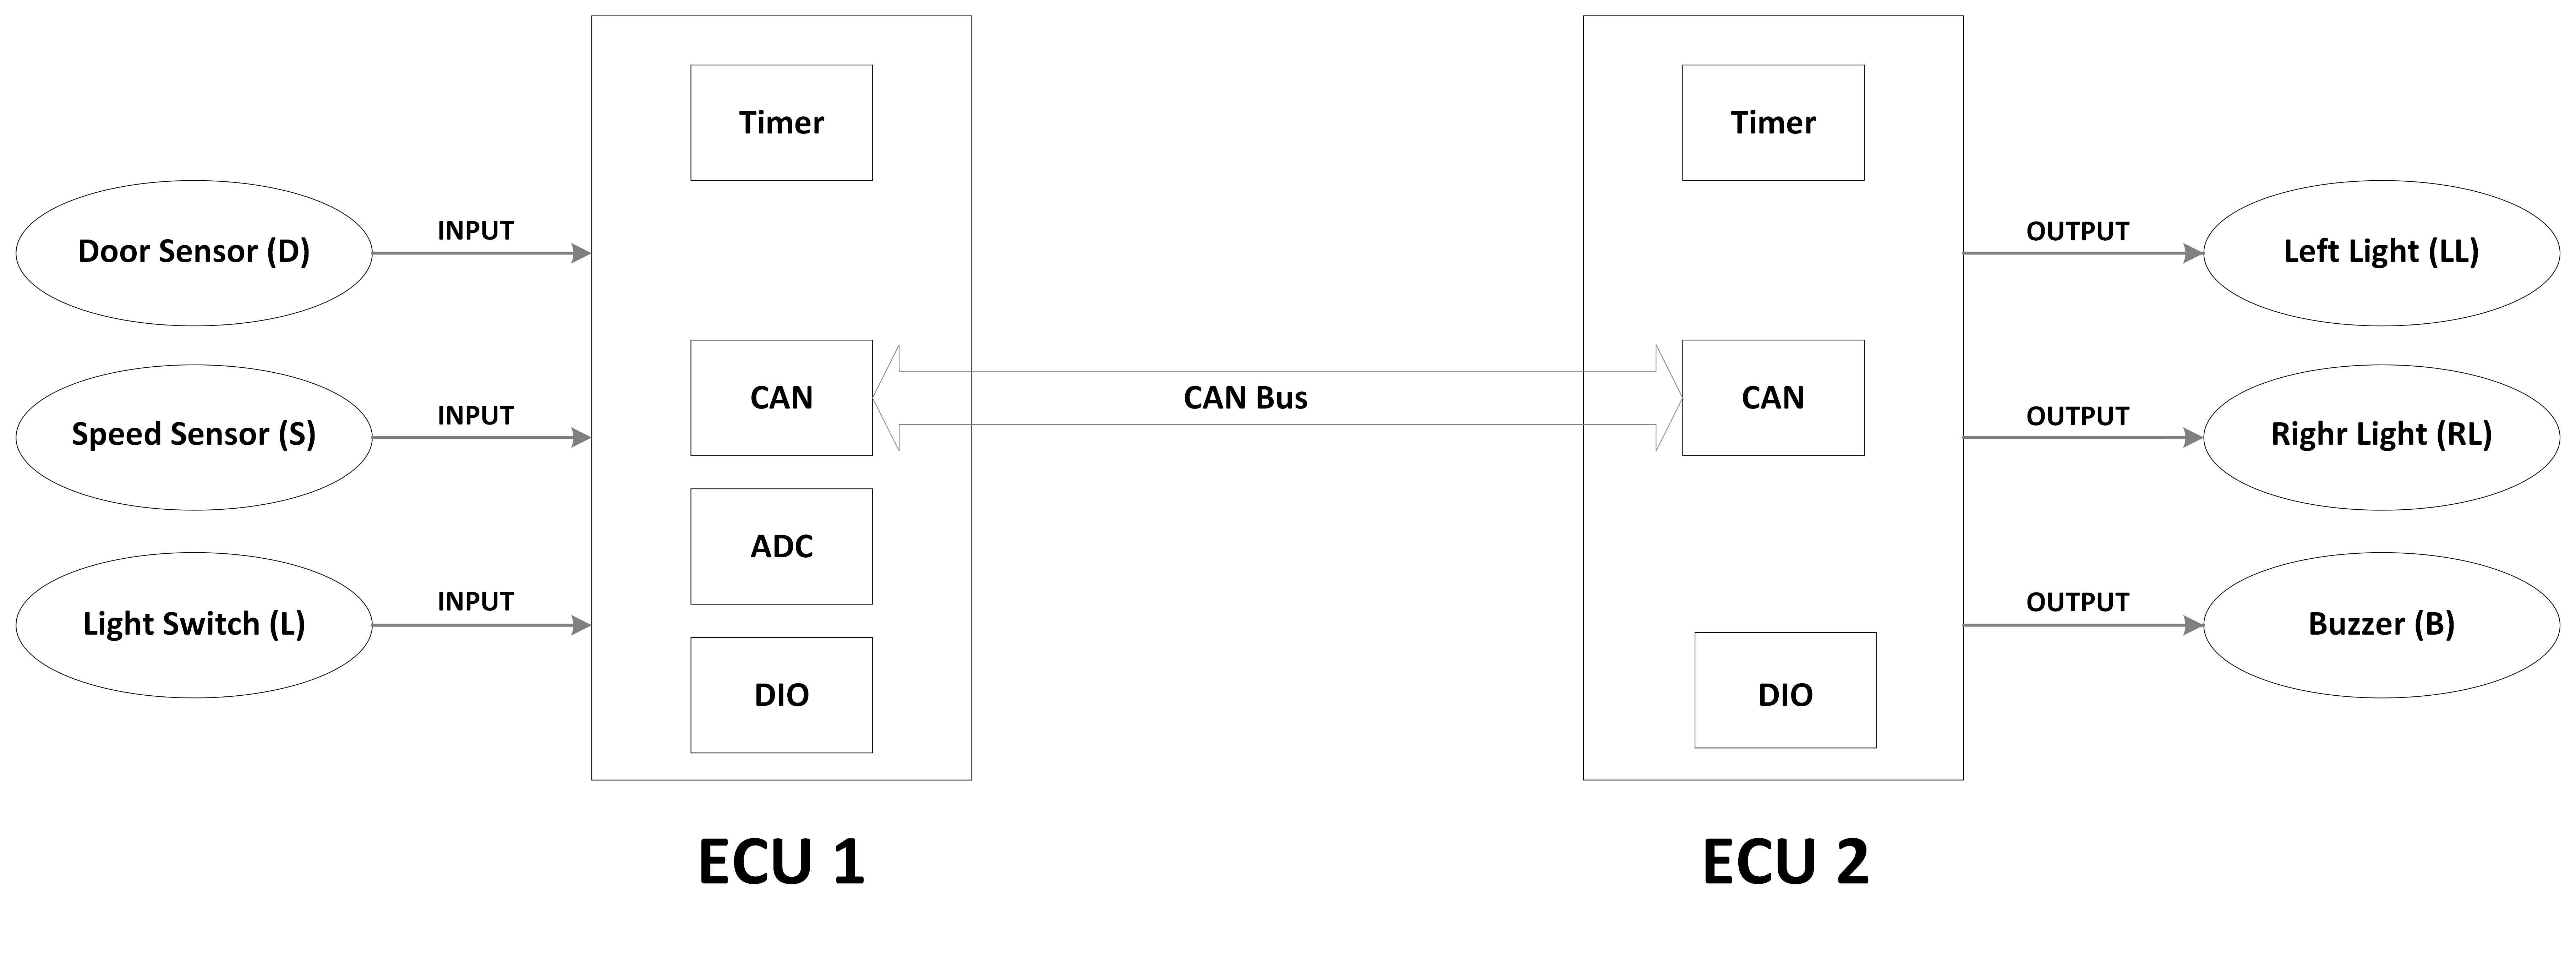 Timer
Timer
Door Sensor (D)
INPUT
OUTPUT
Left Light (LL)
Speed Sensor (S)
INPUT
CAN
CAN Bus
CAN
OUTPUT
Righr Light (RL)
ADC
Light Switch (L)
INPUT
OUTPUT
Buzzer (B)
DIO
DIO
ECU 1
ECU 2